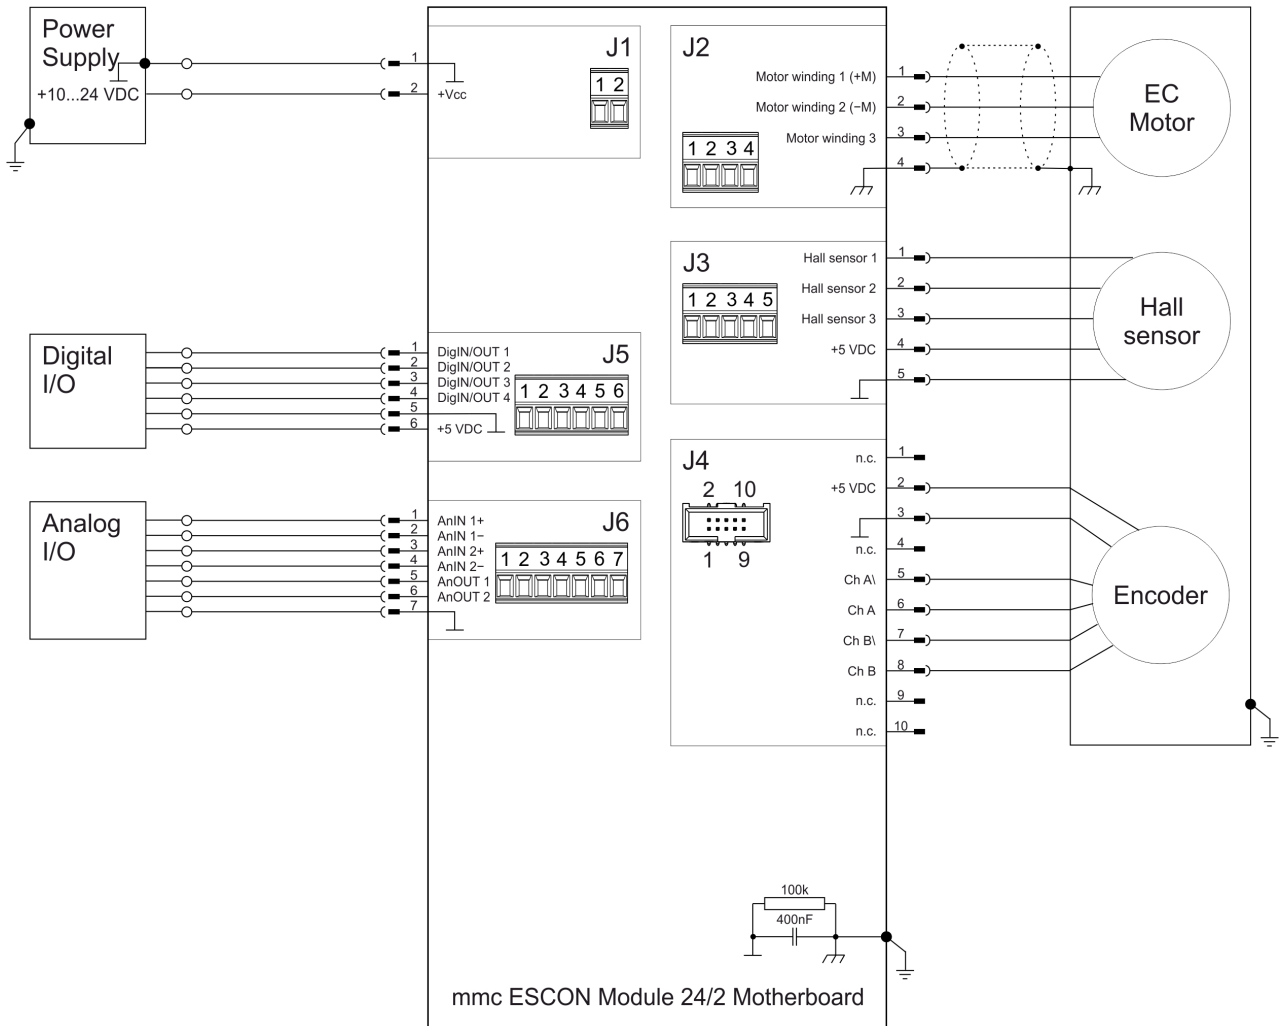 Power
Supply
+10...24 VDC
1
2
+Vcc
J1
1 2
J2
Motor winding 1 (+M)
Motor winding 2 (−M)
Motor winding 3
1 2 3 4
1
2
3
4
EC
Motor
J3
Hall sensor 1
Hall sensor 2
Hall sensor 3
+5 VDC
1 2 3 4 5
1
2
3
4
5
Hall
sensor
Digital
I/O
1
2
3
4
5
6
DigIN/OUT 1
DigIN/OUT 2
DigIN/OUT 3
DigIN/OUT 4
+5 VDC
J5
1 2 3 4 5 6
Analog
I/O
1
2
3
4
5
6
7
AnIN 1+
AnIN 1−
AnIN 2+
AnIN 2−
AnOUT 1
AnOUT 2
J6
1 2 3 4 5 6 7
J4
2 10
1 9
n.c.
+5 VDC
n.c.
Ch A\
Ch A
Ch B\
Ch B
n.c.
n.c.
1
2
3
4
5
6
7
8
9
10
Encoder
100k
400nF
mmc ESCON Module 24/2 Motherboard